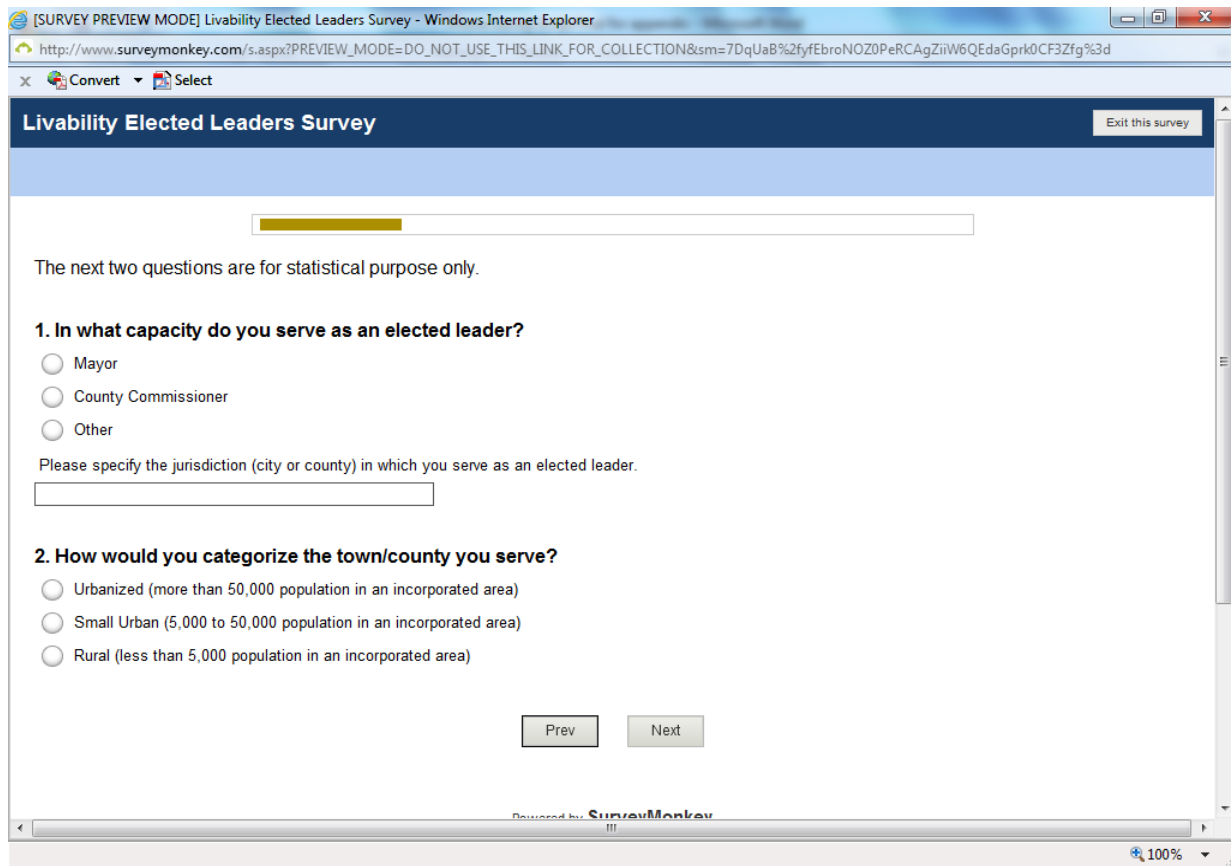 [SURVEY PREVIEW MODE] Livability Elected Leaders Survey - Windows Internet Explorer
http://www.surveymonkey.com/s.aspx?PREVIEW_MODE=DO_NOT_USE_THIS_LINK_FOR_COLLECTION&sm=7DqUaB%2fyfEbroNOZ0PeRCAgZiiW6QEdaGprk0CF3Zfg%3d
x Convert Select
Livability Elected Leaders Survey
Exit this survey
The next two questions are for statistical purpose only.
1. In what capacity do you serve as an elected leader?
Mayor
County Commissioner
Other
Please specify the jurisdiction (city or county) in which you serve as an elected leader.
2. How would you categorize the town/county you serve?
Urbanized (more than 50,000 population in an incorporated area)
Small Urban (5,000 to 50,000 population in an incorporated area)
Rural (less than 5,000 population in an incorporated area)
Prev Next
Powered by SurveyMonkey
100%